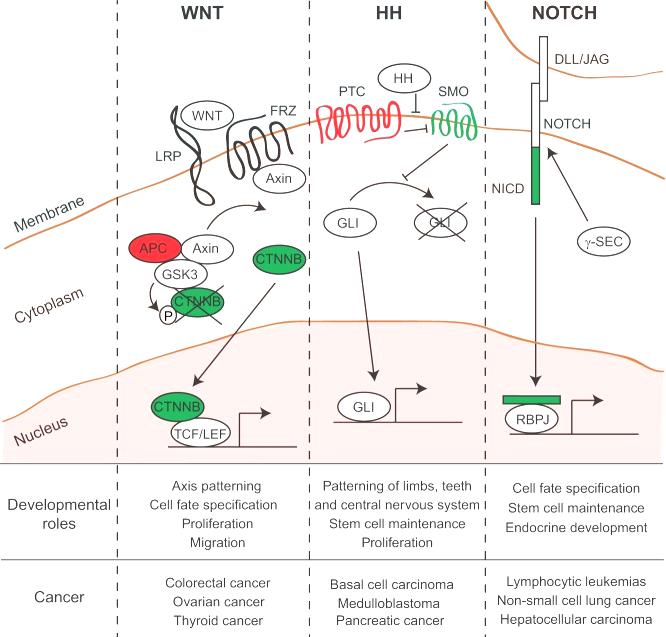 WNT
HH
NOTCH
DLL/JAG
HH
PTC
SMO
WNT
FRZ
NOTCH
LRP
Axin
NICD
Membrane
GLI
GLI
γ-SEC
APC
Axin
CTNNB
GSK3
Cytoplasm
CTNNB
P
CTNNB
GLI
RBPJ
TCF/LEF
Nucleus
Developmental
roles
Axis patterning
Cell fate specification
Proliferation
Migration
Patterning of limbs, teeth
and central nervous system
Stem cell maintenance
Proliferation
Cell fate specification
Stem cell maintenance
Endocrine development
Cancer
Colorectal cancer
Ovarian cancer
Thyroid cancer
Basal cell carcinoma
Medulloblastoma
Pancreatic cancer
Lymphocytic leukemias
Non-small cell lung cancer
Hepatocellular carcinoma